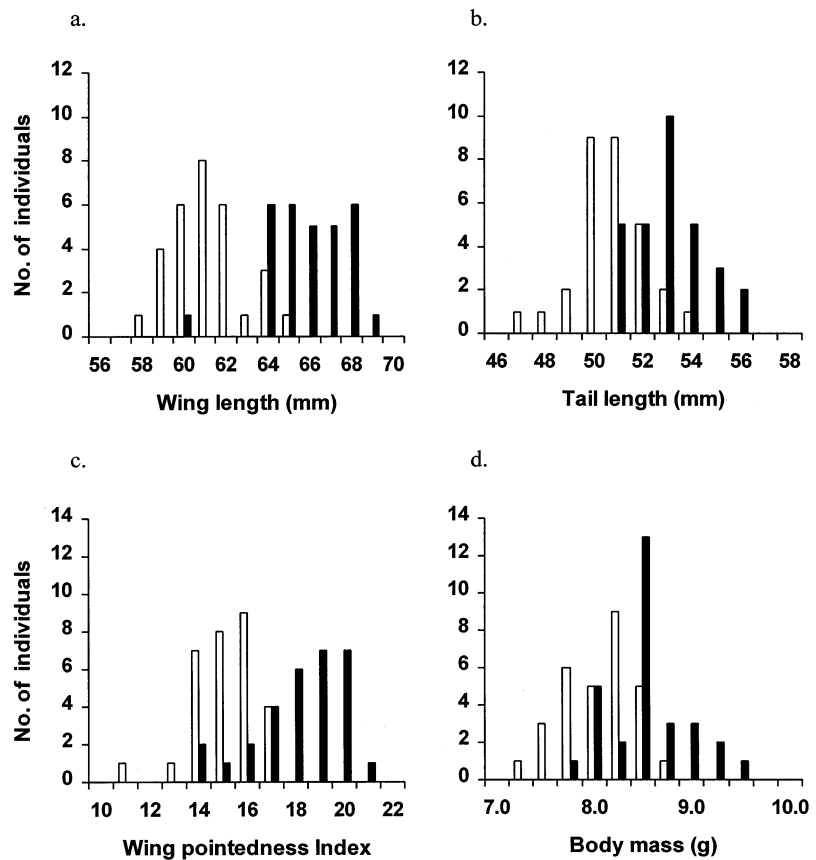 a.
12
10
8
6
4
2
0
No. of individuals
56 58 60 62 64 66 68 70
Wing length (mm)
b.
12
10
8
6
4
2
0
46 48 50 52 54 56 58
Tail length (mm)
c.
14
12
10
8
6
4
2
0
No. of individuals
10 12 14 16 18 20 22
Wing pointedness Index
d.
14
12
10
8
6
4
2
0
7.0 8.0 9.0 10.0
Body mass (g)